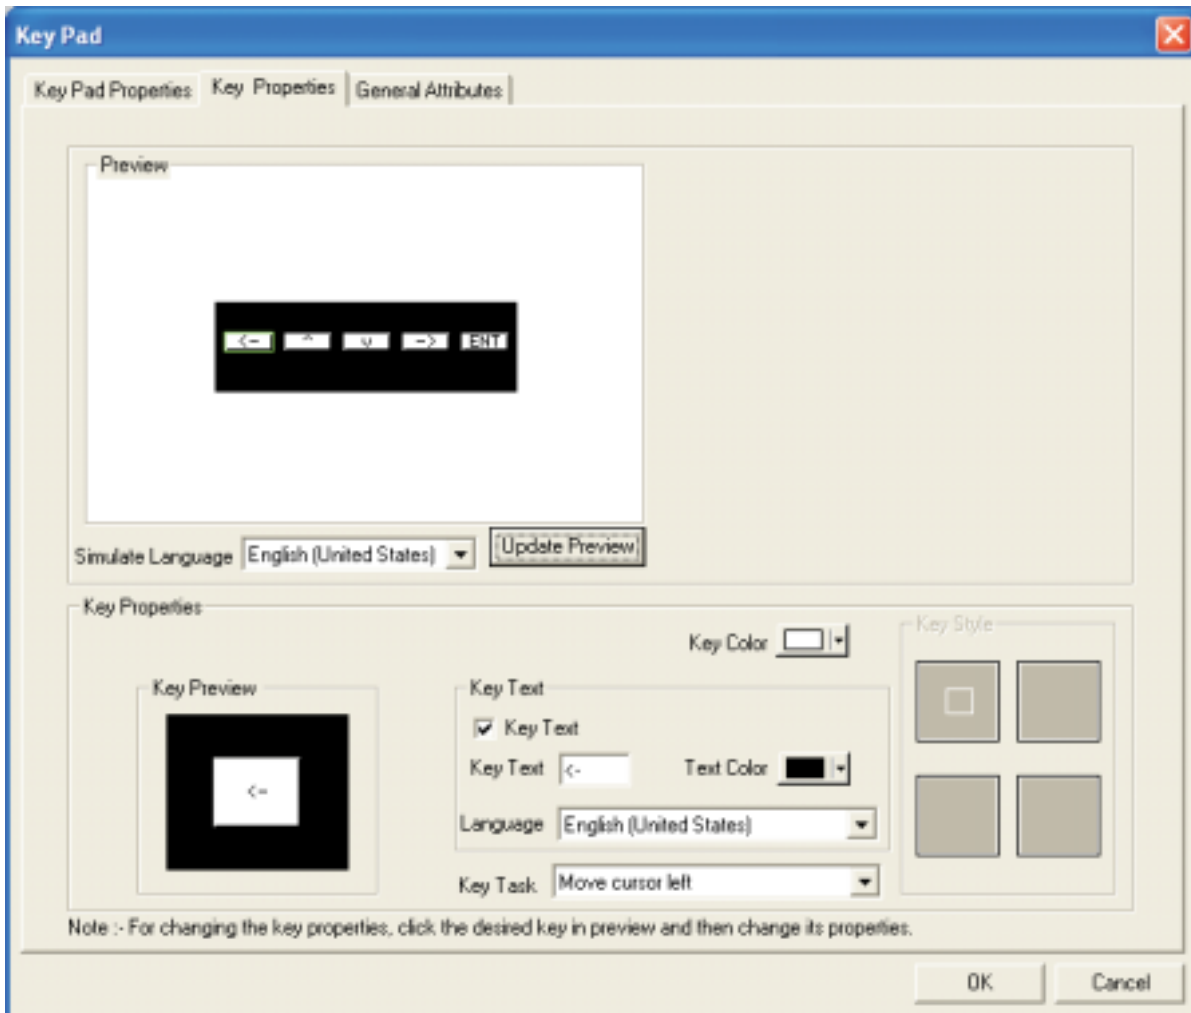 Key Pad
Key Pad Properties Key Properties General Attributes
Preview
<- ^ v -> ENT
Simulate Language English (United States) Update Preview
Key Properties
Key Color
Key Style
Key Preview
<-
Key Text
Key Text
Key Text <- Text Color
Language English (United States)
Key Task Move cursor left
Note :- For changing the key properties, click the desired key in preview and then change its properties.
OK Cancel